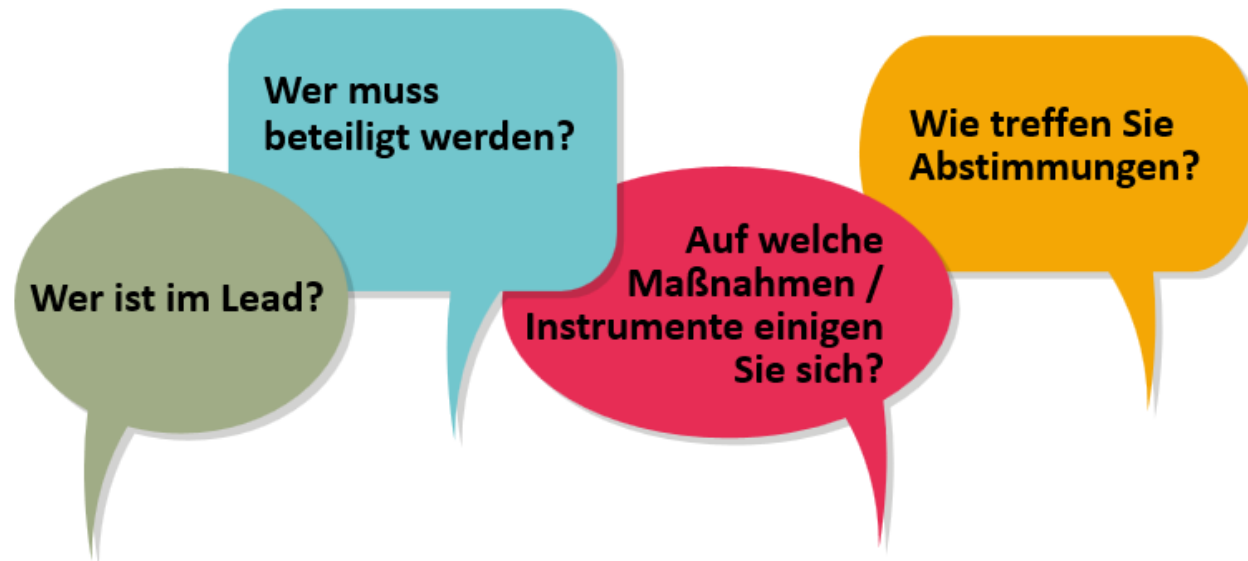 Wer ist im Lead?
Wer muss
beteiligt werden?
Auf welche
Maßnahmen /
Instrumente einigen
Sie sich?
Wie treffen Sie
Abstimmungen?